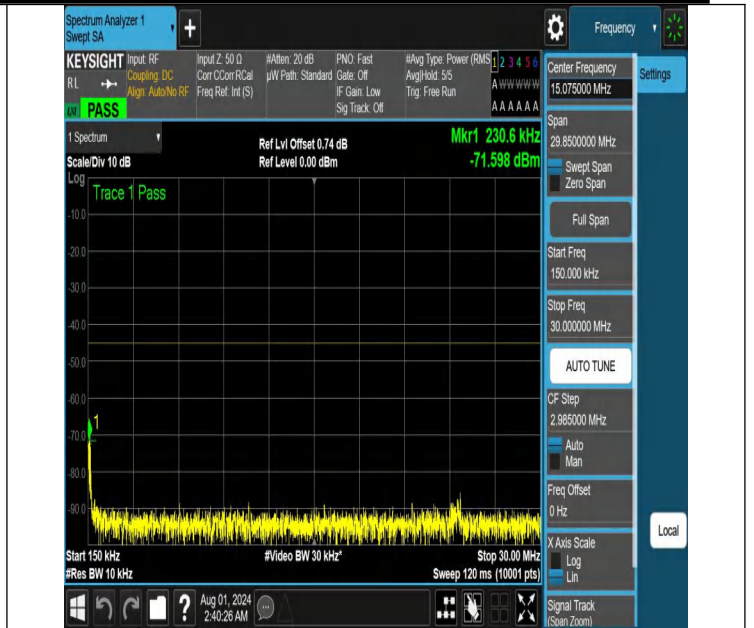 Spectrum Analyzer 1
Swept SA
+
Frequency
KEYSIGHT
RL
PASS
Input: RF
Coupling: DC
Align: Auto/No RF
Input Z: 50 Ω
Corr CCorr RCal
Freq Ref: Int (S)
#Atten: 20 dB
µW Path: Standard
PNO: Fast
Gate: Off
IF Gain: Low
Sig Track: Off
#Avg Type: Power (RMS
Avg|Hold: 5/5
Trig: Free Run
1 2 3 4 5 6
A W W W W W
A A A A A A
1 Spectrum
Scale/Div 10 dB
Ref Lvl Offset 0.74 dB
Ref Level 0.00 dBm
Mkr1 230.6 kHz
-71.598 dBm
Log
Trace 1 Pass
-10.0
-20.0
-30.0
-40.0
-50.0
-60.0
-70.0
-80.0
-90.0
1
Start 150 kHz
#Res BW 10 kHz
#Video BW 30 kHz*
Stop 30.00 MHz
Sweep 120 ms (10001 pts)
Center Frequency
15.075000 MHz
Settings
Span
29.8500000 MHz
Swept Span
Zero Span
Full Span
Start Freq
150.000 kHz
Stop Freq
30.000000 MHz
AUTO TUNE
CF Step
2.985000 MHz
Auto
Man
Freq Offset
0 Hz
X Axis Scale
Log
Lin
Local
Signal Track
(Span Zoom)
?
Aug 01, 2024
2:40:26 AM